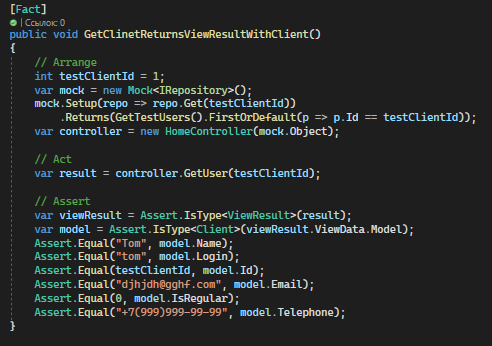 [Fact]
| Ссылок: 0
public void GetClinetReturnsViewResultWithClient()
{
// Arrange
int testClientId = 1;
var mock = new Mock<IRepository>();
mock.Setup(repo => repo.Get(testClientId))
.Returns(GetTestUsers().FirstOrDefault(p => p.Id == testClientId));
var controller = new HomeController(mock.Object);
// Act
var result = controller.GetUser(testClientId);
// Assert
var viewResult = Assert.IsType<ViewResult>(result);
var model = Assert.IsType<Client>(viewResult.ViewData.Model);
Assert.Equal("Tom", model.Name);
Assert.Equal("tom", model.Login);
Assert.Equal(testClientId, model.Id);
Assert.Equal("djhjdh@gghf.com", model.Email);
Assert.Equal(0, model.IsRegular);
Assert.Equal("+7(999)999-99-99", model.Telephone);
}